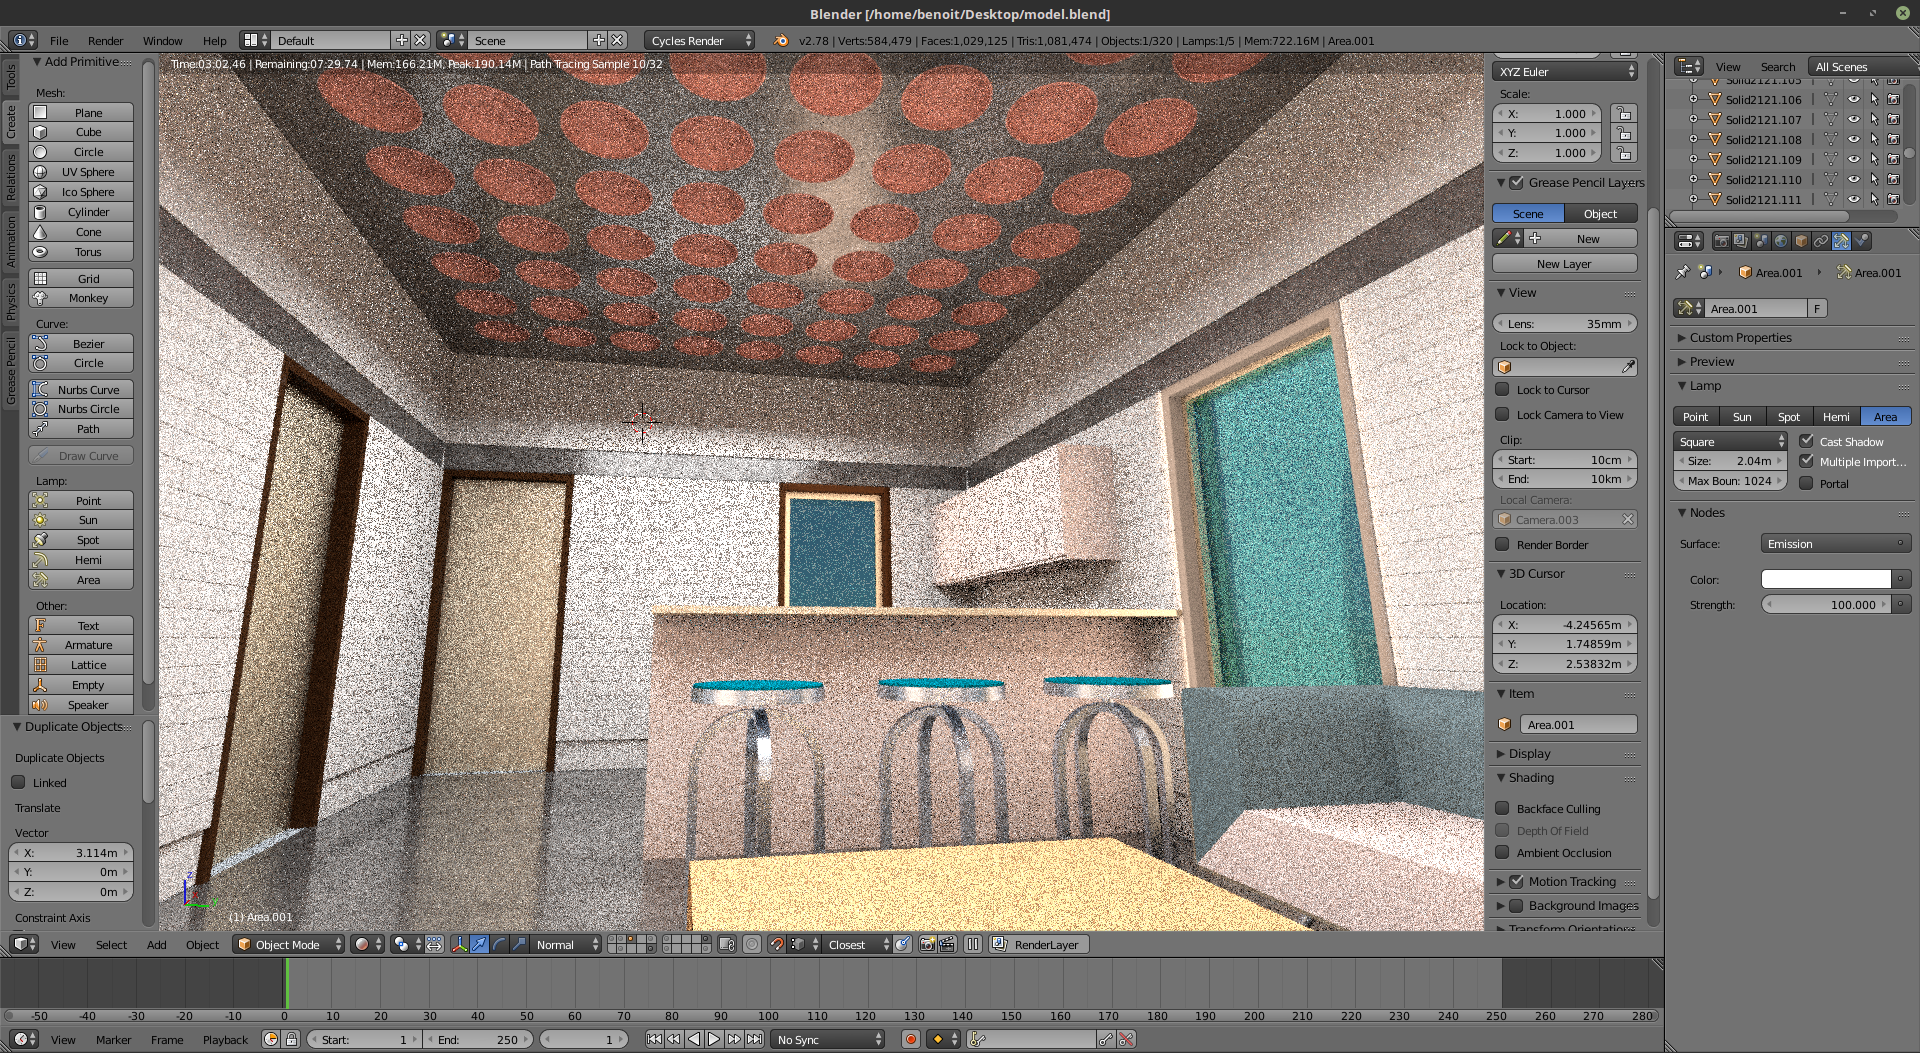 Blender [/home/benoit/Desktop/model.blend]
File Render Window Help Default Scene Cycles Render v2.78 | Verts:584,479 | Faces:1,029,125 | Tris:1,081,474 | Objects:1/320 | Lamps:1/5 | Mem:722.16M | Area.001
Time:03:02.46 | Remaining:07:29.74 | Mem:166.21M, Peak:190.14M | Path Tracing Sample 10/32
Tools
Create
Relations
Animation
Physics
Grease Pencil
Add Primitive
Mesh:
Plane
Cube
Circle
UV Sphere
Ico Sphere
Cylinder
Cone
Torus
Grid
Monkey
Curve:
Bezier
Circle
Nurbs Curve
Nurbs Circle
Path
Draw Curve
Lamp:
Point
Sun
Spot
Hemi
Area
Other:
Text
Armature
Lattice
Empty
Speaker
Duplicate Objects
Duplicate Objects
Linked
Translate
Vector
X: 3.114m
Y: 0m
Z: 0m
Constraint Axis
(1) Area.001
XYZ Euler
Scale:
X: 1.000
Y: 1.000
Z: 1.000
Grease Pencil Layers
Scene Object
New
New Layer
View
Lens: 35mm
Lock to Object:
Lock to Cursor
Lock Camera to View
Clip:
Start: 10cm
End: 10km
Local Camera:
Camera.003
Render Border
3D Cursor
Location:
X: -4.24565m
Y: 1.74859m
Z: 2.53832m
Item
Area.001
Display
Shading
Backface Culling
Depth Of Field
Ambient Occlusion
Motion Tracking
Background Images
Transform Orientation
View Search All Scenes
Solid2121.105
Solid2121.106
Solid2121.107
Solid2121.108
Solid2121.109
Solid2121.110
Solid2121.111
Area.001 Area.001
Area.001 F
Custom Properties
Preview
Lamp
Point Sun Spot Hemi Area
Square Cast Shadow
Size: 2.04m Multiple Import...
Max Boun: 1024 Portal
Nodes
Surface: Emission
Color:
Strength: 100.000
View Select Add Object Object Mode Normal Closest RenderLayer
-50 -40 -30 -20 -10 0 10 20 30 40 50 60 70 80 90 100 110 120 130 140 150 160 170 180 190 200 210 220 230 240 250 260 270 280
View Marker Frame Playback Start: 1 End: 250 1 No Sync